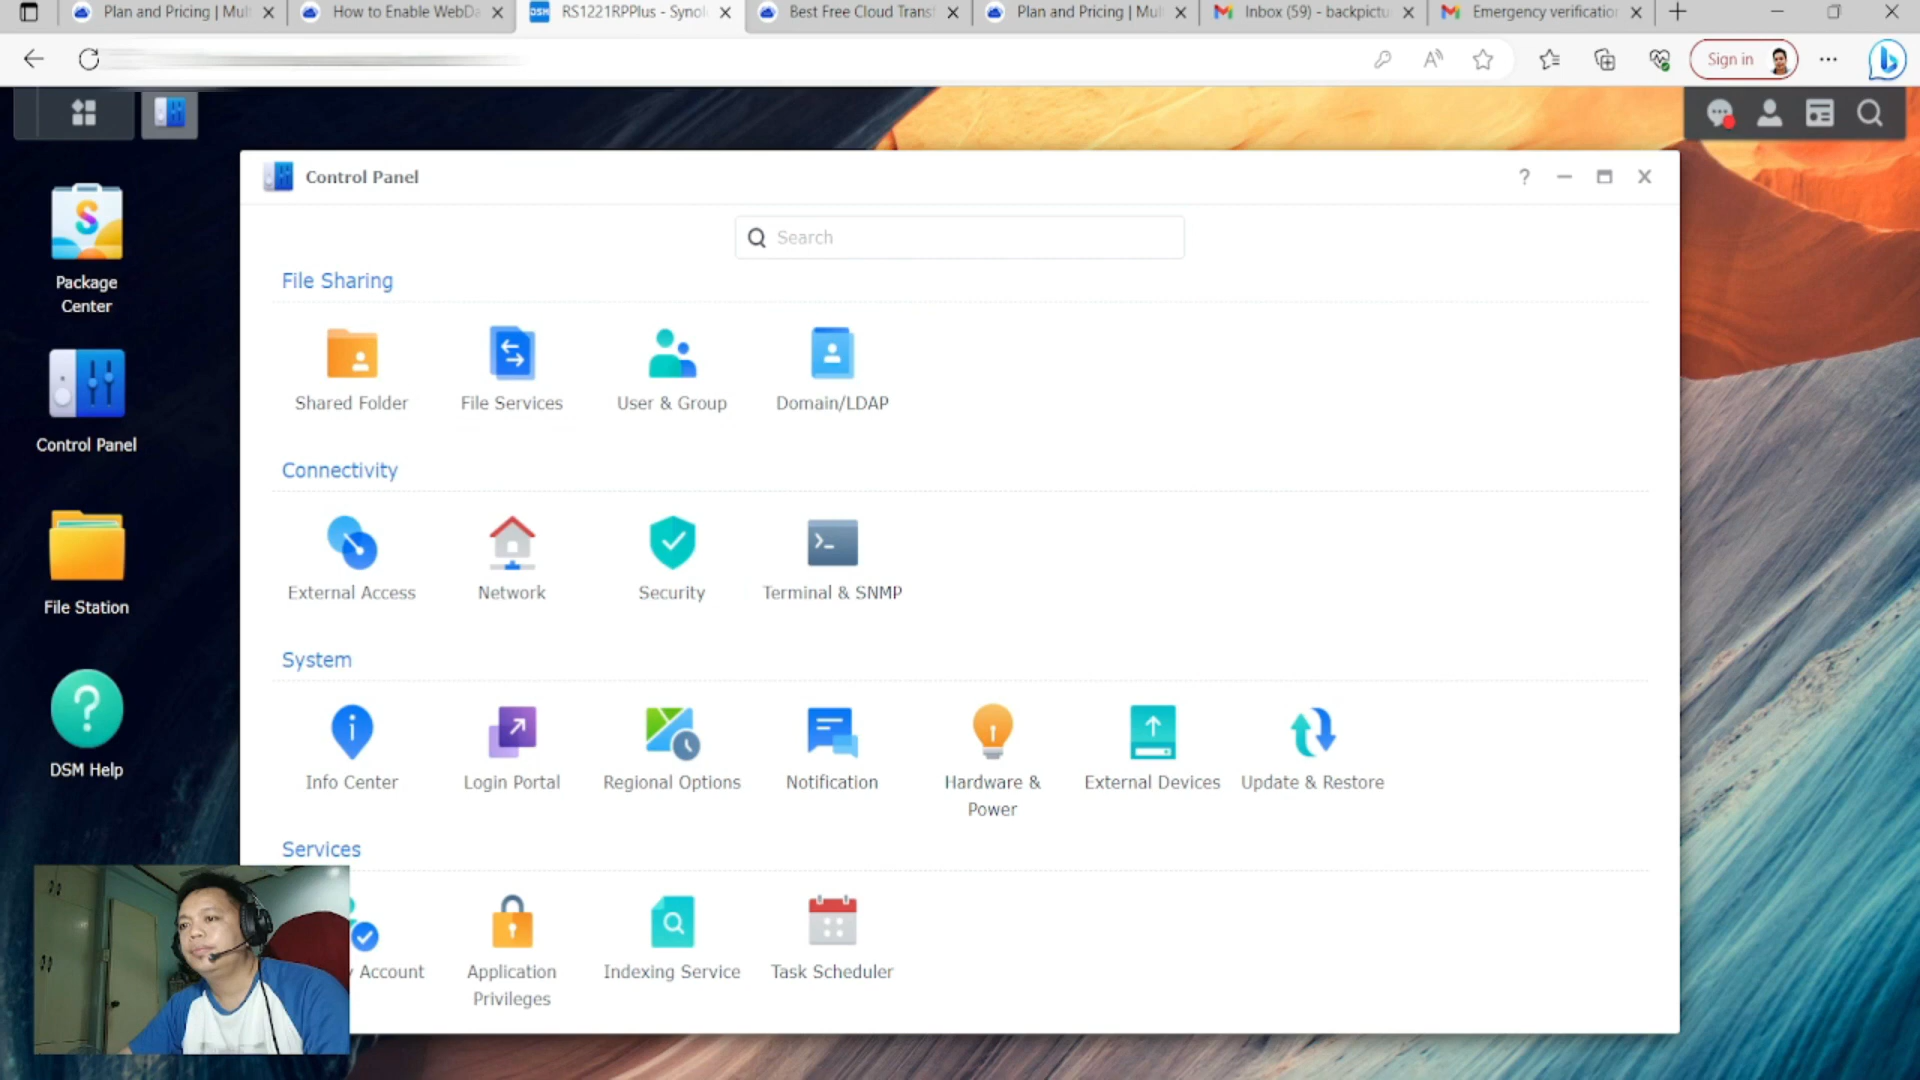 Plan and Pricing | Mul
How to Enable WebDa
RS1221RPPlus - Synol
Best Free Cloud Transf
Plan and Pricing | Mul
Inbox (59) - backpictu
Emergency verification
Sign in
Control Panel
Search
File Sharing
Shared Folder
File Services
User & Group
Domain/LDAP
Connectivity
External Access
Network
Security
Terminal & SNMP
System
Info Center
Login Portal
Regional Options
Notification
Hardware &
Power
External Devices
Update & Restore
Services
Account
Application
Privileges
Indexing Service
Task Scheduler
Package
Center
Control Panel
File Station
DSM Help